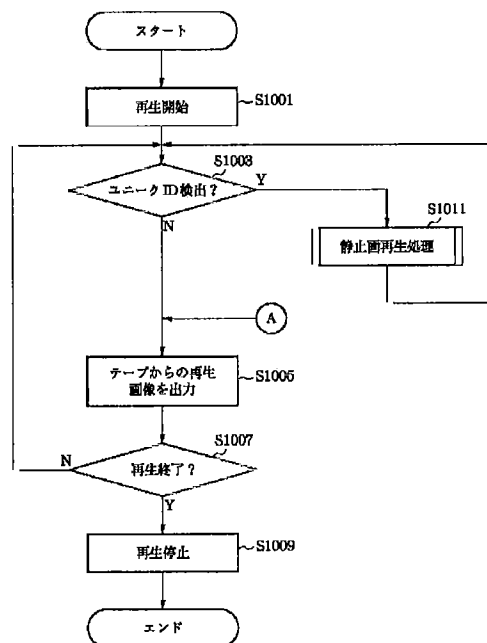 スタート
再生開始
S1001
S1003
ユニークID検出？
Y
N
S1011
静止画再生処理
A
テープからの再生
画像を出力
S1005
S1007
N
再生終了？
Y
再生停止
S1009
エンド